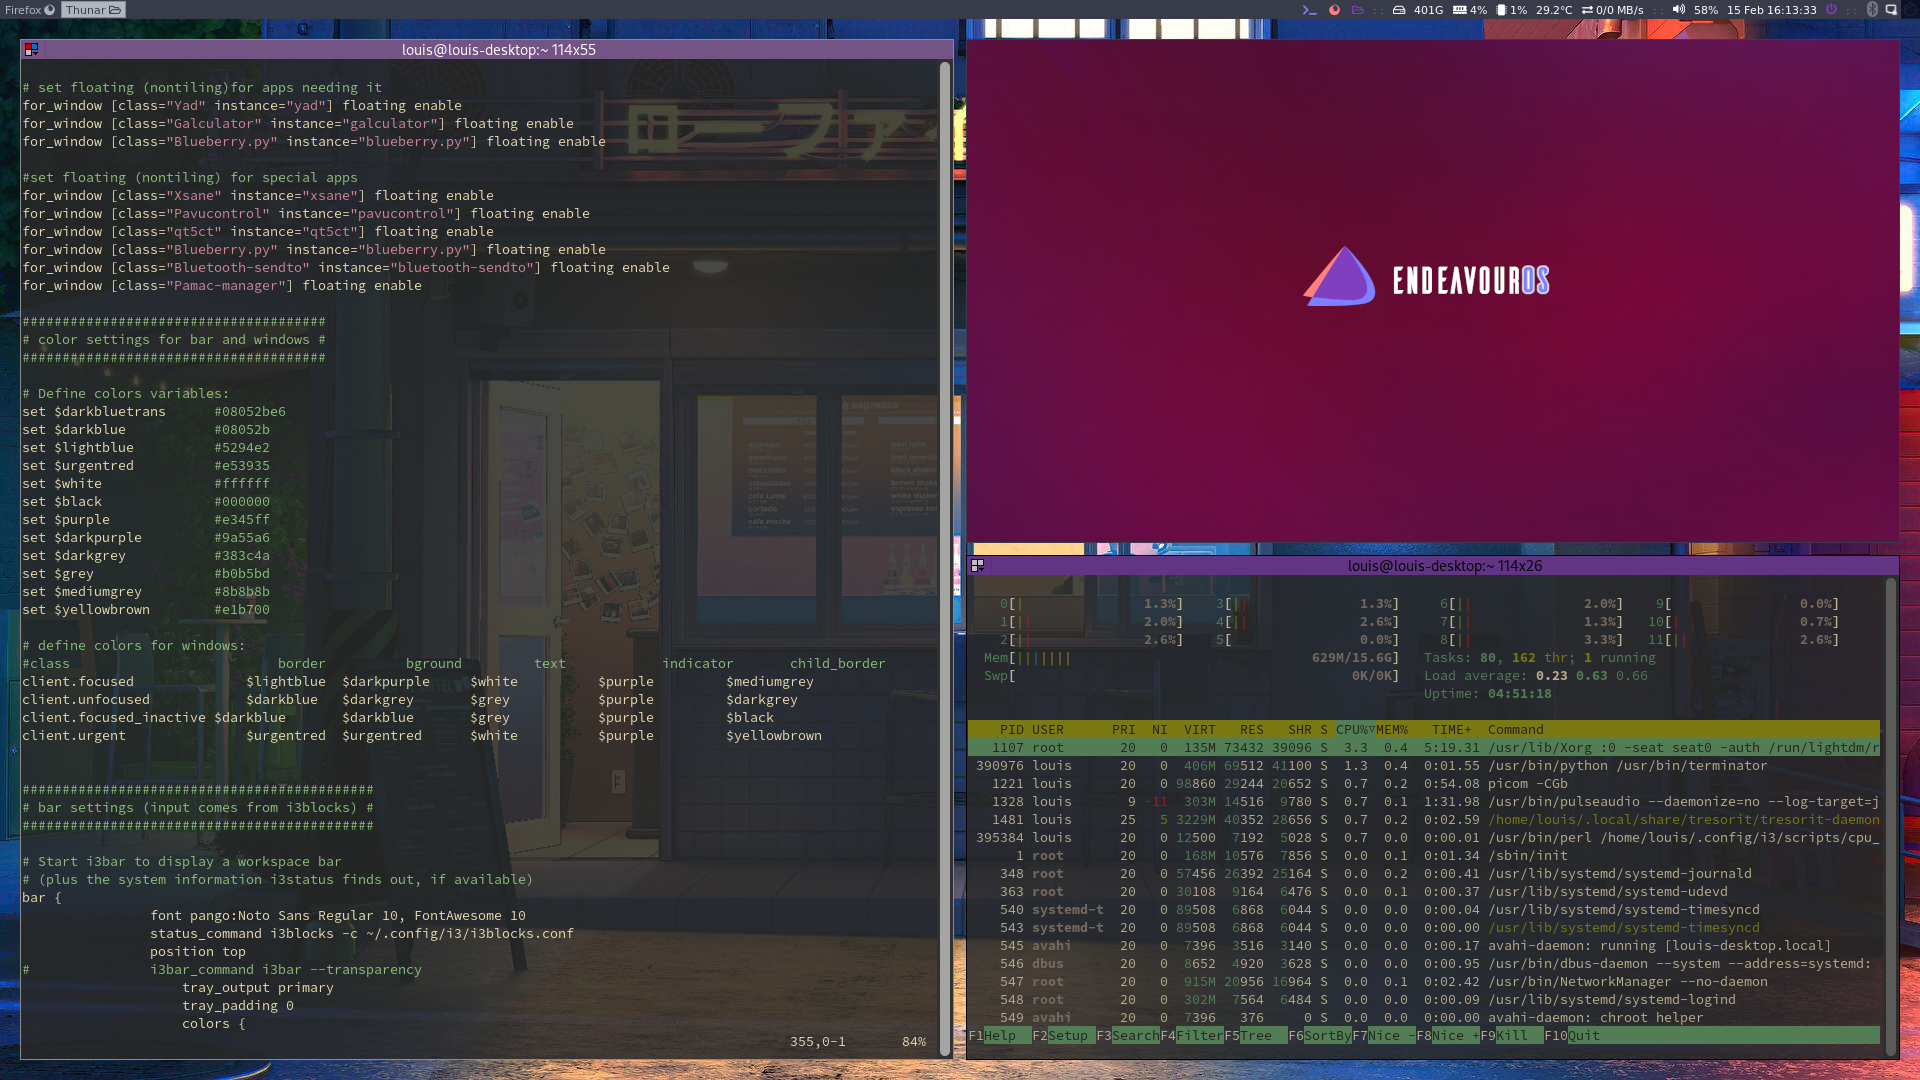 Firefox
Thunar
401G 4% 1% 29.2°C 0/0 MB/s 58% 15 Feb 16:13:33
louis@louis-desktop:~ 114x55
# set floating (nontiling)for apps needing it
for_window [class="Yad" instance="yad"] floating enable
for_window [class="Galculator" instance="galculator"] floating enable
for_window [class="Blueberry.py" instance="blueberry.py"] floating enable
#set floating (nontiling) for special apps
for_window [class="Xsane" instance="xsane"] floating enable
for_window [class="Pavucontrol" instance="pavucontrol"] floating enable
for_window [class="qt5ct" instance="qt5ct"] floating enable
for_window [class="Blueberry.py" instance="blueberry.py"] floating enable
for_window [class="Bluetooth-sendto" instance="bluetooth-sendto"] floating enable
for_window [class="Pamac-manager"] floating enable
######################################
# color settings for bar and windows #
######################################
# Define colors variables:
set $darkbluetrans #08052be6
set $darkblue #08052b
set $lightblue #5294e2
set $urgentred #e53935
set $white #ffffff
set $black #000000
set $purple #e345ff
set $darkpurple #9a55a6
set $darkgrey #383c4a
set $grey #b0b5bd
set $mediumgrey #8b8b8b
set $yellowbrown #e1b700
# define colors for windows:
#class border bground text indicator child_border
client.focused $lightblue $darkpurple $white $purple $mediumgrey
client.unfocused $darkblue $darkgrey $grey $purple $darkgrey
client.focused_inactive $darkblue $darkblue $grey $purple $black
client.urgent $urgentred $urgentred $white $purple $yellowbrown
############################################
# bar settings (input comes from i3blocks) #
############################################
# Start i3bar to display a workspace bar
# (plus the system information i3status finds out, if available)
bar {
font pango:Noto Sans Regular 10, FontAwesome 10
status_command i3blocks -c ~/.config/i3/i3blocks.conf
position top
# i3bar_command i3bar --transparency
tray_output primary
tray_padding 0
colors {
355,0-1 84%
ENDEAVOUROS
louis@louis-desktop:~ 114x26
0[| 1.3%] 3[|| 1.3%] 6[|| 2.0%] 9[ 0.0%]
1[|| 2.0%] 4[|| 2.6%] 7[|| 1.3%] 10[| 0.7%]
2[|| 2.6%] 5[ 0.0%] 8[|| 3.3%] 11[|| 2.6%]
Mem[||||||| 629M/15.6G] Tasks: 80, 162 thr; 1 running
Swp[ 0K/0K] Load average: 0.23 0.63 0.66
Uptime: 04:51:18
PID USER PRI NI VIRT RES SHR S CPU%▽MEM% TIME+ Command
1107 root 20 0 135M 73432 39096 S 3.3 0.4 5:19.31 /usr/lib/Xorg :0 -seat seat0 -auth /run/lightdm/r
390976 louis 20 0 406M 69512 41100 S 1.3 0.4 0:01.55 /usr/bin/python /usr/bin/terminator
1221 louis 20 0 98860 29244 20652 S 0.7 0.2 0:54.08 picom -CGb
1328 louis 9 -11 303M 14516 9780 S 0.7 0.1 1:31.98 /usr/bin/pulseaudio --daemonize=no --log-target=j
1481 louis 25 5 3229M 40352 28656 S 0.7 0.2 0:02.59 /home/louis/.local/share/tresorit/tresorit-daemon
395384 louis 20 0 12500 7192 5028 S 0.7 0.0 0:00.01 /usr/bin/perl /home/louis/.config/i3/scripts/cpu_
1 root 20 0 168M 10576 7856 S 0.0 0.1 0:01.34 /sbin/init
348 root 20 0 57456 26392 25164 S 0.0 0.2 0:00.41 /usr/lib/systemd/systemd-journald
363 root 20 0 30108 9164 6476 S 0.0 0.1 0:00.37 /usr/lib/systemd/systemd-udevd
540 systemd-t 20 0 89508 6868 6044 S 0.0 0.0 0:00.04 /usr/lib/systemd/systemd-timesyncd
543 systemd-t 20 0 89508 6868 6044 S 0.0 0.0 0:00.00 /usr/lib/systemd/systemd-timesyncd
545 avahi 20 0 7396 3516 3140 S 0.0 0.0 0:00.17 avahi-daemon: running [louis-desktop.local]
546 dbus 20 0 8652 4920 3628 S 0.0 0.0 0:00.95 /usr/bin/dbus-daemon --system --address=systemd:
547 root 20 0 915M 20956 16964 S 0.0 0.1 0:02.42 /usr/bin/NetworkManager --no-daemon
548 root 20 0 302M 7564 6484 S 0.0 0.0 0:00.09 /usr/lib/systemd/systemd-logind
549 avahi 20 0 7396 376 0 S 0.0 0.0 0:00.00 avahi-daemon: chroot helper
F1Help F2Setup F3SearchF4FilterF5Tree F6SortByF7Nice -F8Nice +F9Kill F10Quit